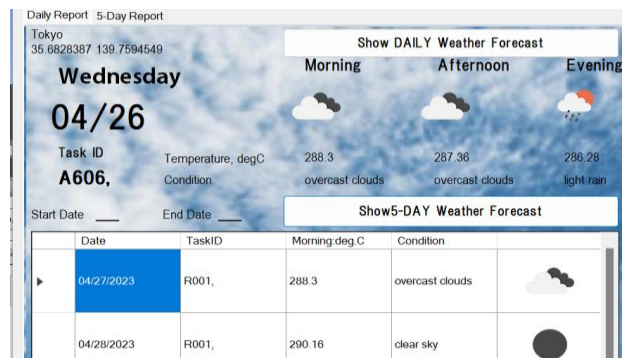 Daily Report 5-Day Report
Tokyo
35.6828387 139.7594549
Show DAILY Weather Forecast
Wednesday
Morning Afternoon Evening
04/26
Task ID
Temperature, degC 288.3 287.36 286.28
A606, Condition overcast clouds overcast clouds light rain
Start Date ___ End Date ___ Show5-DAY Weather Forecast
Date TaskID Morning:deg.C Condition
04/27/2023 R001, 288.3 overcast clouds
04/28/2023 R001, 290.16 clear sky